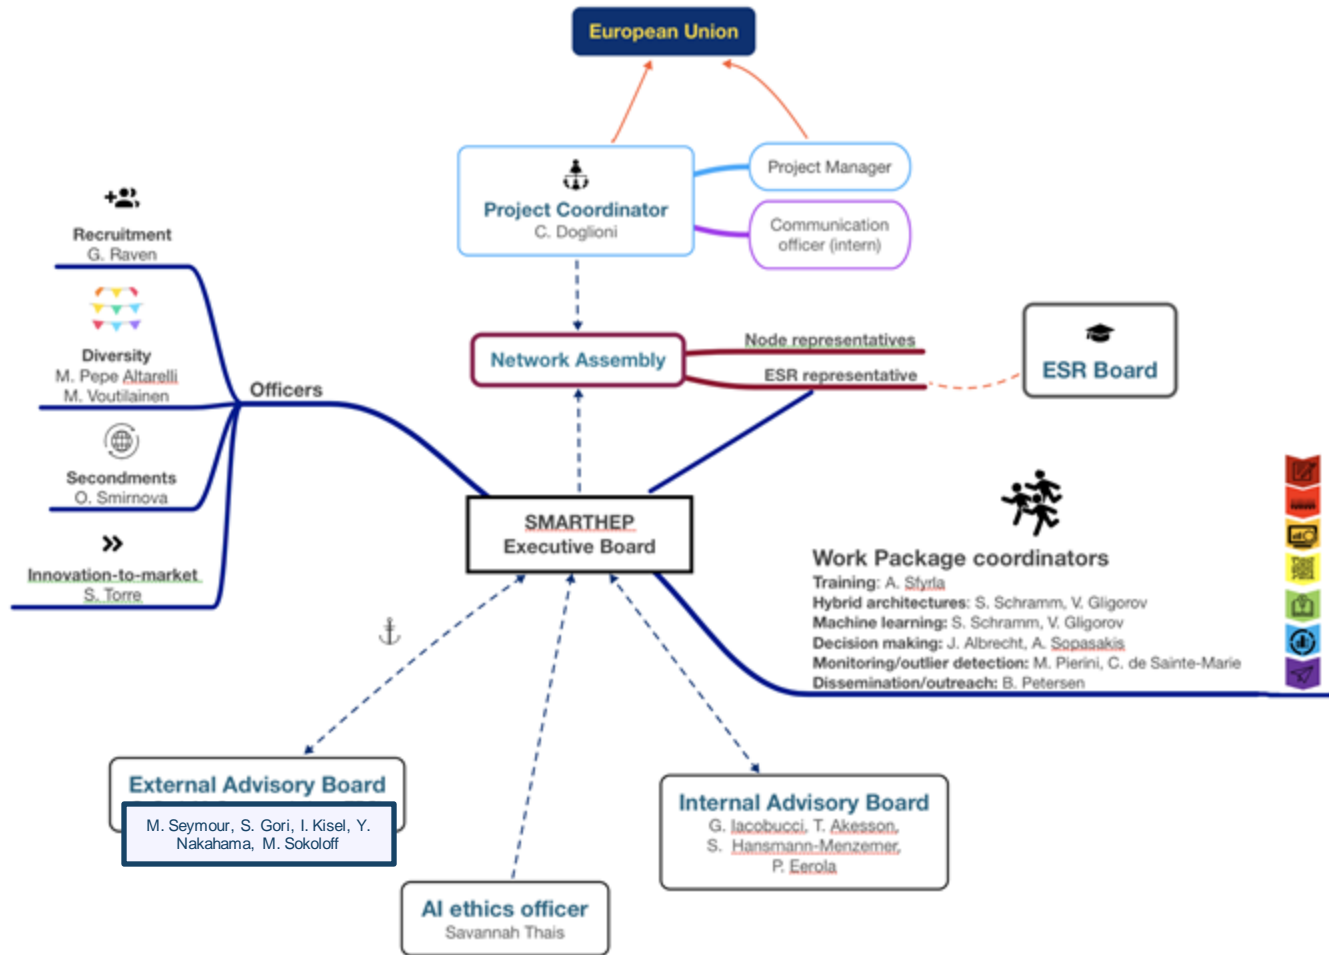 European Union
Project Coordinator
C. Doglioni
Project Manager
Communication
officer (intern)
Recruitment
G. Raven
Diversity
M. Pepe Altarelli
M. Voutilainen
Secondments
O. Smirnova
Innovation-to-market
S. Torre
Officers
Network Assembly
Node representatives
ESR representative
ESR Board
SMARTHEP
Executive Board
Work Package coordinators
Training: A. Sfyrla
Hybrid architectures: S. Schramm, V. Gligorov
Machine learning: S. Schramm, V. Gligorov
Decision making: J. Albrecht, A. Sopasakis
Monitoring/outlier detection: M. Pierini, C. de Sainte-Marie
Dissemination/outreach: B. Petersen
External Advisory Board
M. Seymour, S. Gori, I. Kisel, Y.
Nakahama, M. Sokoloff
Internal Advisory Board
G. Iacobucci, T. Akesson,
S. Hansmann-Menzemer,
P. Eerola
AI ethics officer
Savannah Thais